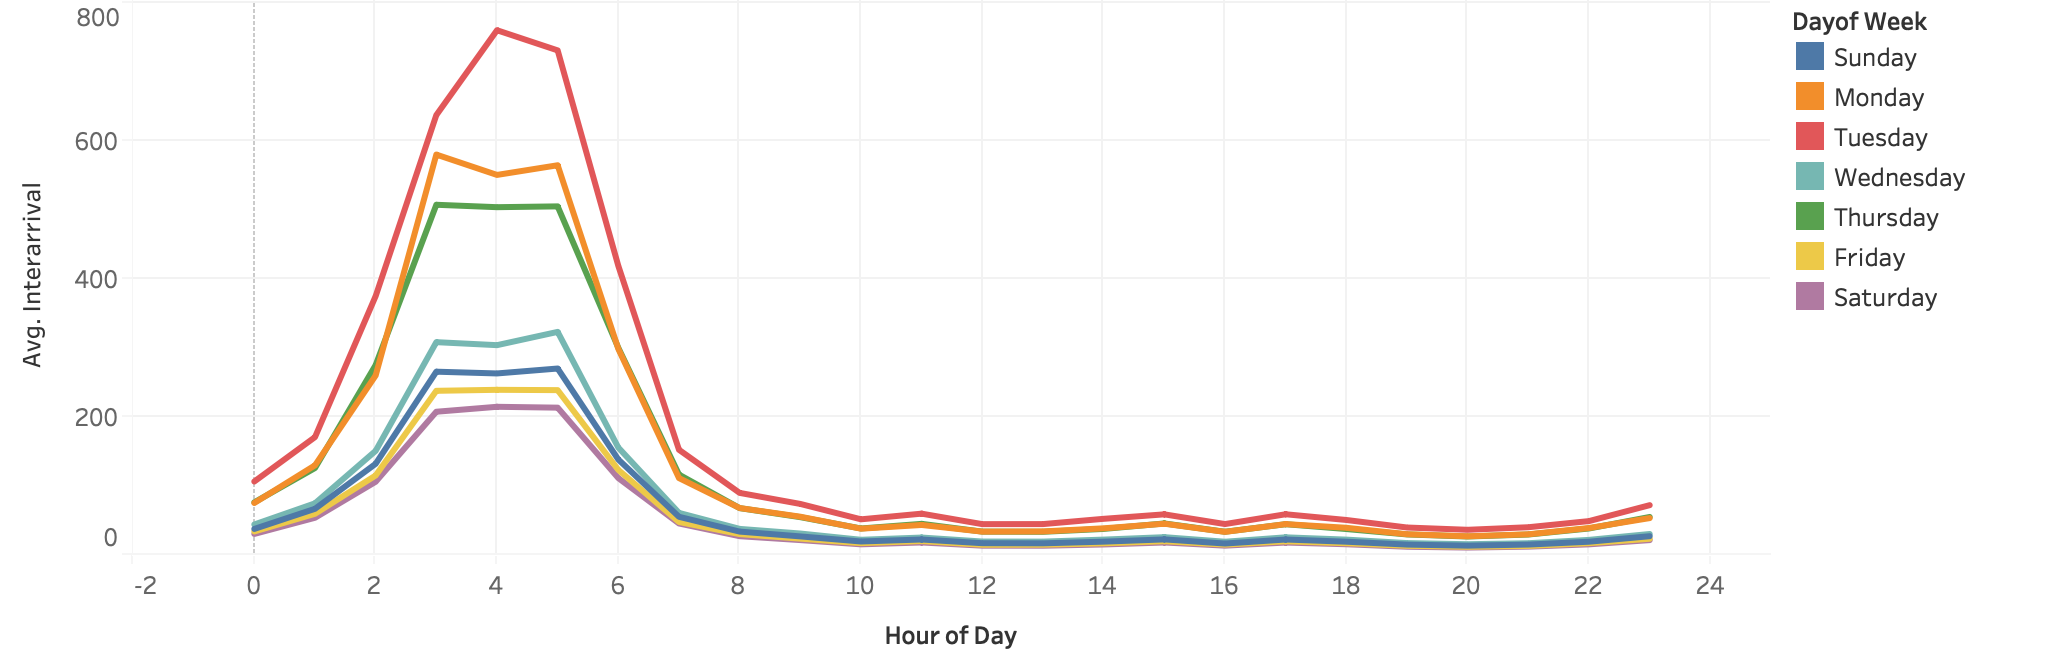 800
600
400
200
0
Avg. Interarrival
-2 0 2 4 6 8 10 12 14 16 18 20 22 24
Hour of Day
Dayof Week
Sunday
Monday
Tuesday
Wednesday
Thursday
Friday
Saturday